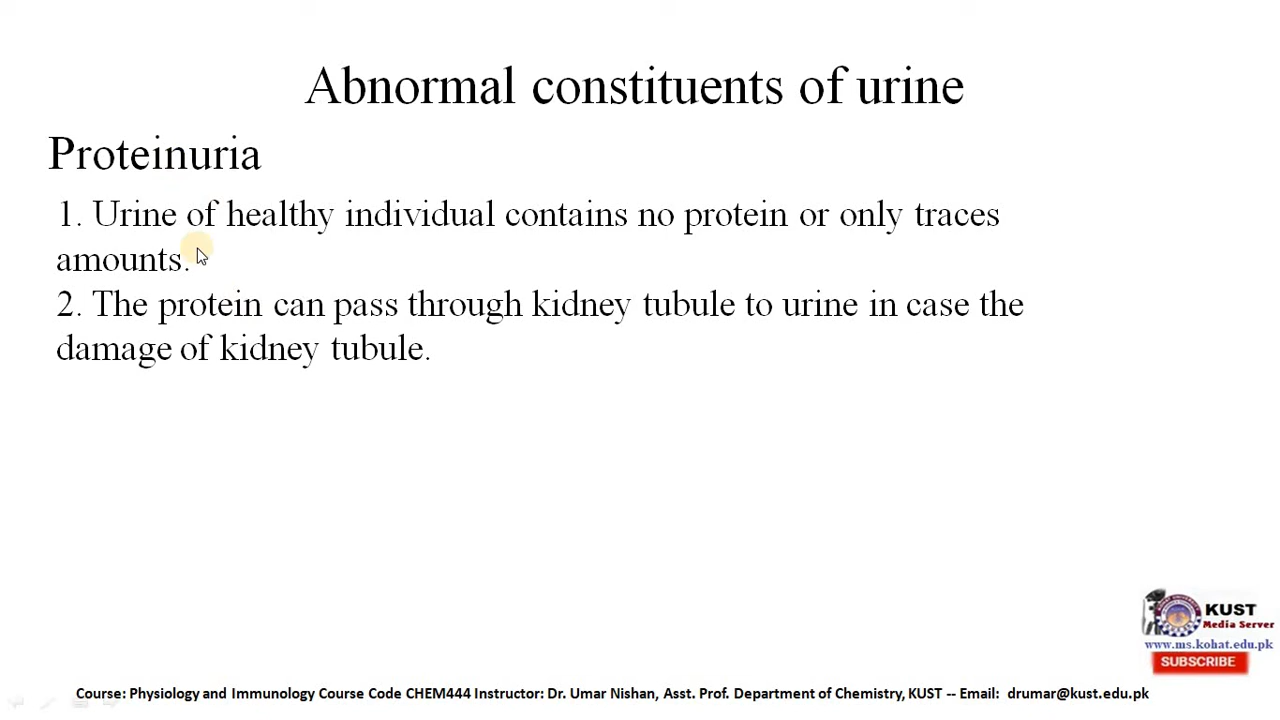 Abnormal constituents of urine
Proteinuria
1. Urine of healthy individual contains no protein or only traces
amounts.
2. The protein can pass through kidney tubule to urine in case the
damage of kidney tubule.
KUST
Media Server
www.ms.kohat.edu.pk
SUBSCRIBE
Course: Physiology and Immunology Course Code CHEM444 Instructor: Dr. Umar Nishan, Asst. Prof. Department of Chemistry, KUST -- Email: drumar@kust.edu.pk